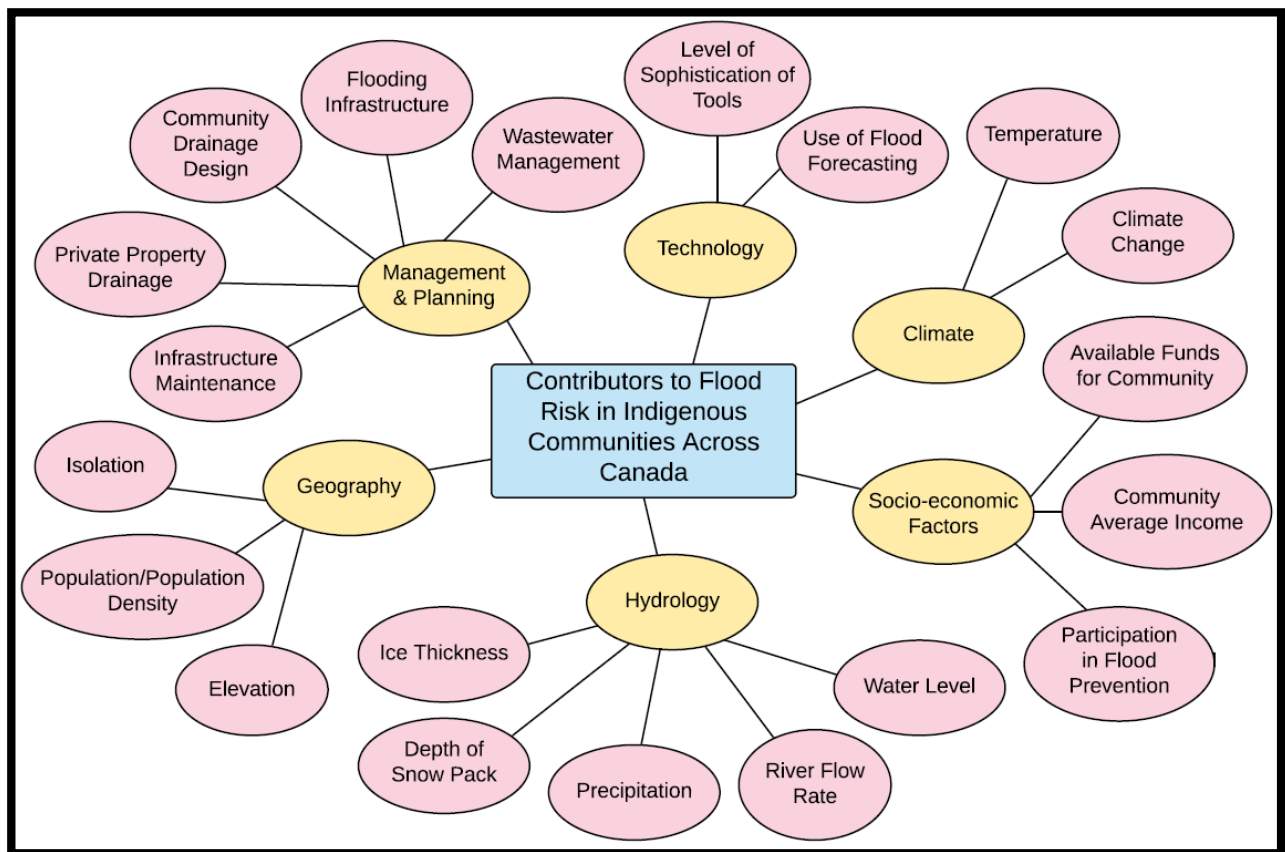 Level of
Sophistication of
Tools
Flooding
Infrastructure
Community
Drainage
Design
Wastewater
Management
Use of Flood
Forecasting
Temperature
Private Property
Drainage
Management
& Planning
Technology
Climate
Change
Climate
Infrastructure
Maintenance
Available Funds
for Community
Contributors to Flood
Risk in Indigenous
Communities Across
Canada
Isolation
Geography
Socio-economic
Factors
Community
Average Income
Population/Population
Density
Hydrology
Ice Thickness
Elevation
Water Level
Participation
in Flood
Prevention
Depth of
Snow Pack
Precipitation
River Flow
Rate